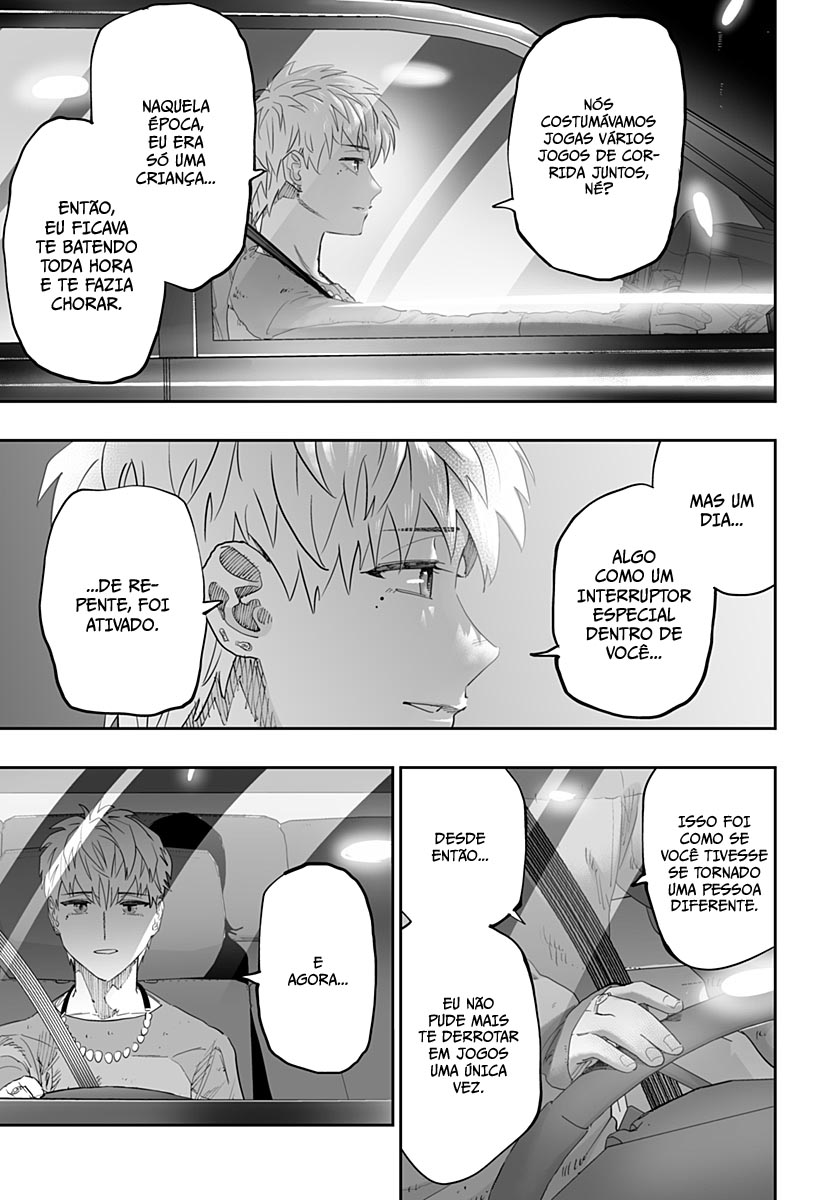 NÓS
COSTUMÁVAMOS
JOGAS VÁRIOS
JOGOS DE COR-
RIDA JUNTOS,
NÉ?
NAQUELA
ÉPOCA,
EU ERA
SÓ UMA
CRIANÇA...
ENTÃO,
EU FICAVA
TE BATENDO
TODA HORA
E TE FAZIA
CHORAR.
MAS UM
DIA...
ALGO
COMO UM
INTERRUPTOR
ESPECIAL
DENTRO DE
VOCÊ...
...DE RE-
PENTE, FOI
ATIVADO.
ISSO FOI
COMO SE
VOCÊ TIVESSE
SE TORNADO
UMA PESSOA
DIFERENTE.
DESDE
ENTÃO...
EU NÃO
PUDE MAIS
TE DERROTAR
EM JOGOS
UMA ÚNICA
VEZ.
E
AGORA...